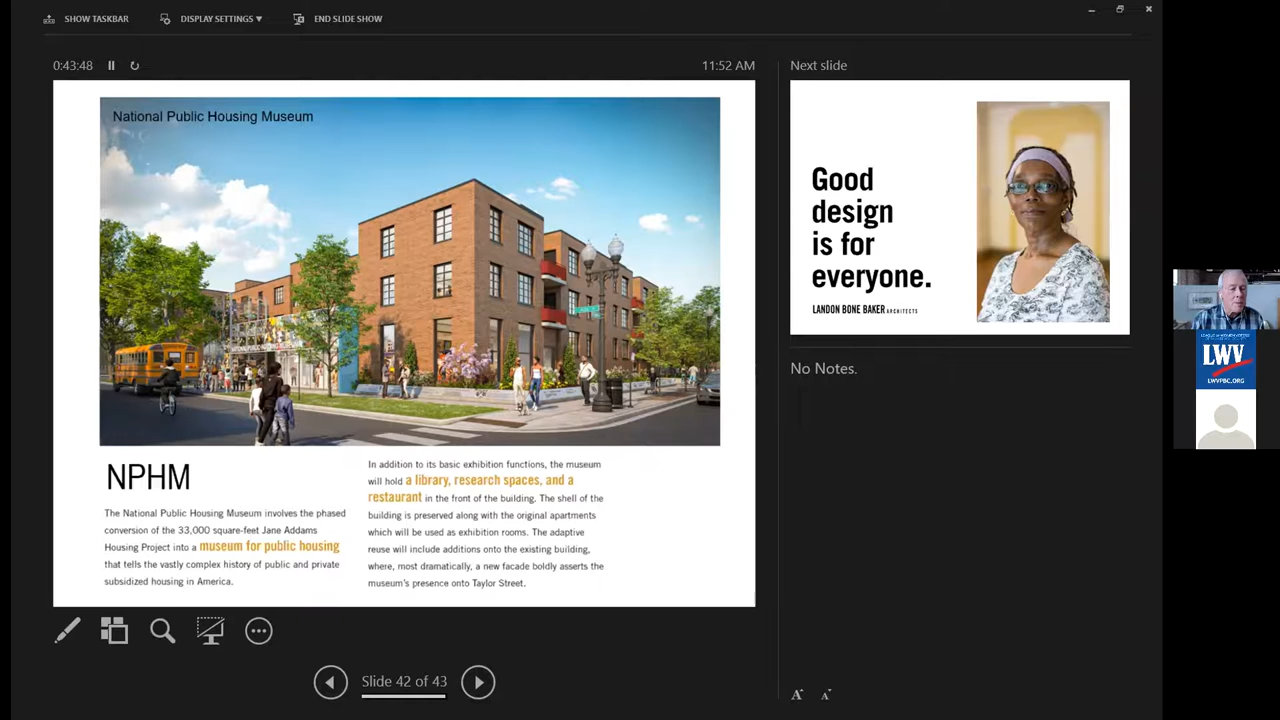 SHOW TASKBAR
DISPLAY SETTINGS ▼
END SLIDE SHOW
0:43:48
11:52 AM
National Public Housing Museum
NPHM
The National Public Housing Museum involves the phased
conversion of the 33,000 square-feet Jane Addams
Housing Project into a museum for public housing
that tells the vastly complex history of public and private
subsidized housing in America.
In addition to its basic exhibition functions, the museum
will hold a library, research spaces, and a
restaurant in the front of the building. The shell of the
building is preserved along with the original apartments
which will be used as exhibition rooms. The adaptive
reuse will include additions onto the existing building,
where, most dramatically, a new facade boldly asserts the
museum's presence onto Taylor Street.
Slide 42 of 43
Next slide
Good
design
is for
everyone.
LANDON BONE BAKER ARCHITECTS
No Notes.
A
A
LWV
LWVPBC.ORG